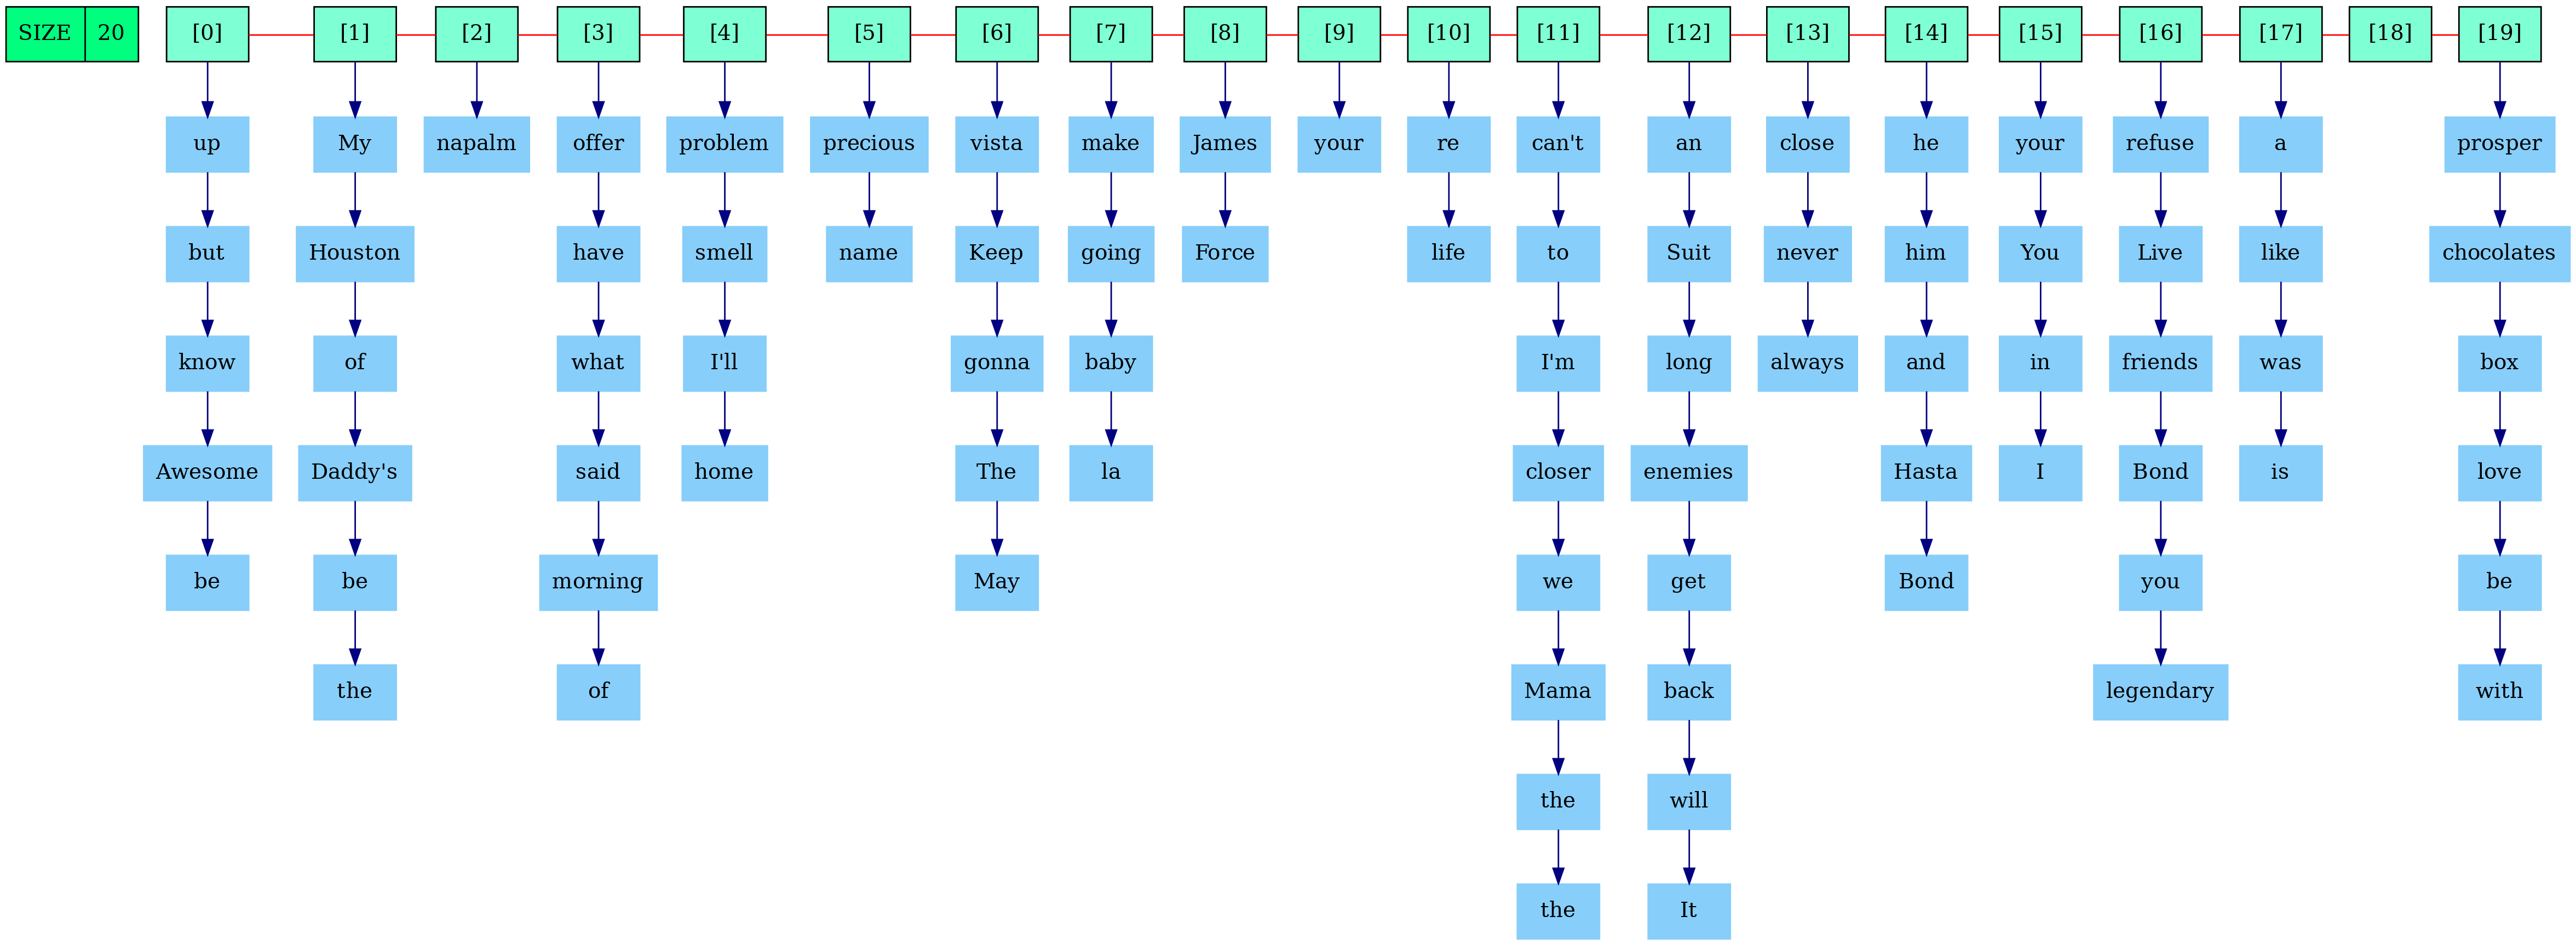 SIZE 20 [0] [1] [2] [3] [4] [5] [6] [7] [8] [9] [10] [11] [12] [13] [14] [15] [16] [17] [18] [19]
up My napalm offer problem precious vista make James your re can't an close he your refuse a prosper
but Houston have smell name Keep going Force life to Suit never him You Live like chocolates
know of what I'll gonna baby I'm long always and in friends was box
Awesome Daddy's said home The la closer enemies Hasta I Bond is love
be be morning May we get Bond you be
the of Mama back legendary with
the will
the It